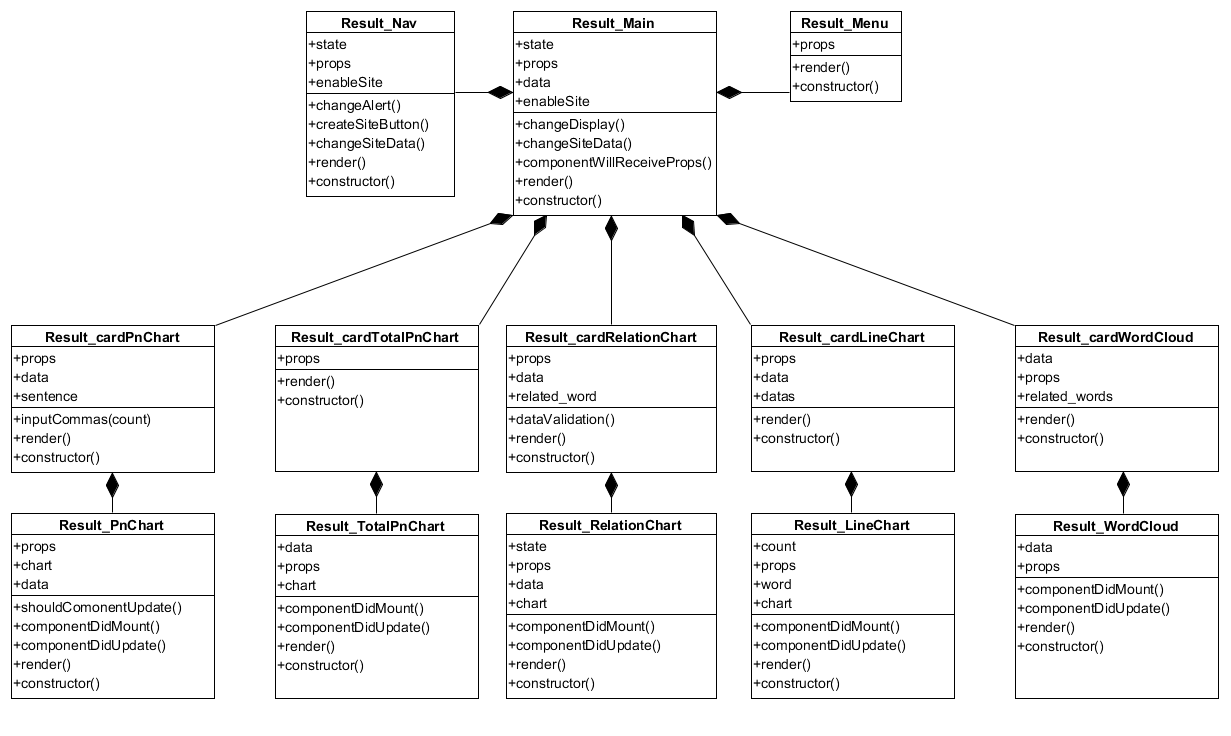 Result_Nav
+state
+props
+enableSite
+changeAlert()
+createSiteButton()
+changeSiteData()
+render()
+constructor()
Result_Main
+state
+props
+data
+enableSite
+changeDisplay()
+changeSiteData()
+componentWillReceiveProps()
+render()
+constructor()
Result_Menu
+props
+render()
+constructor()
Result_cardPnChart
+props
+data
+sentence
+inputCommas(count)
+render()
+constructor()
Result_cardTotalPnChart
+props
+render()
+constructor()
Result_cardRelationChart
+props
+data
+related_word
+dataValidation()
+render()
+constructor()
Result_cardLineChart
+props
+data
+datas
+render()
+constructor()
Result_cardWordCloud
+data
+props
+related_words
+render()
+constructor()
Result_PnChart
+props
+chart
+data
+shouldComonentUpdate()
+componentDidMount()
+componentDidUpdate()
+render()
+constructor()
Result_TotalPnChart
+data
+props
+chart
+componentDidMount()
+componentDidUpdate()
+render()
+constructor()
Result_RelationChart
+state
+props
+data
+chart
+componentDidMount()
+componentDidUpdate()
+render()
+constructor()
Result_LineChart
+count
+props
+word
+chart
+componentDidMount()
+componentDidUpdate()
+render()
+constructor()
Result_WordCloud
+data
+props
+componentDidMount()
+componentDidUpdate()
+render()
+constructor()